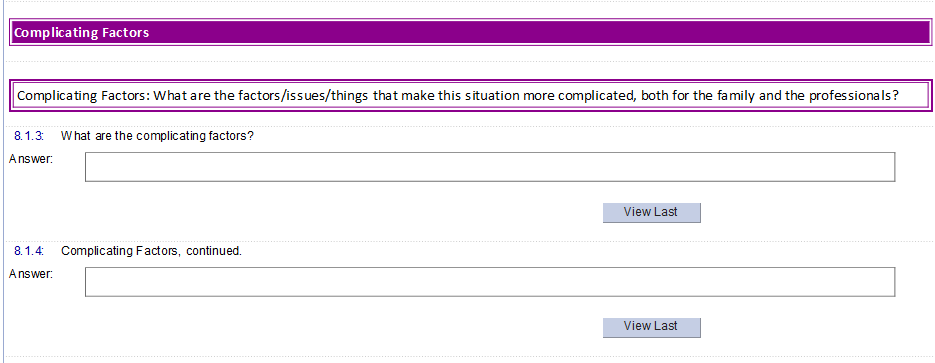 Complicating Factors
Complicating Factors: What are the factors/issues/things that make this situation more complicated, both for the family and the professionals?
8.1.3: What are the complicating factors?
Answer:
View Last
8.1.4: Complicating Factors, continued.
Answer:
View Last